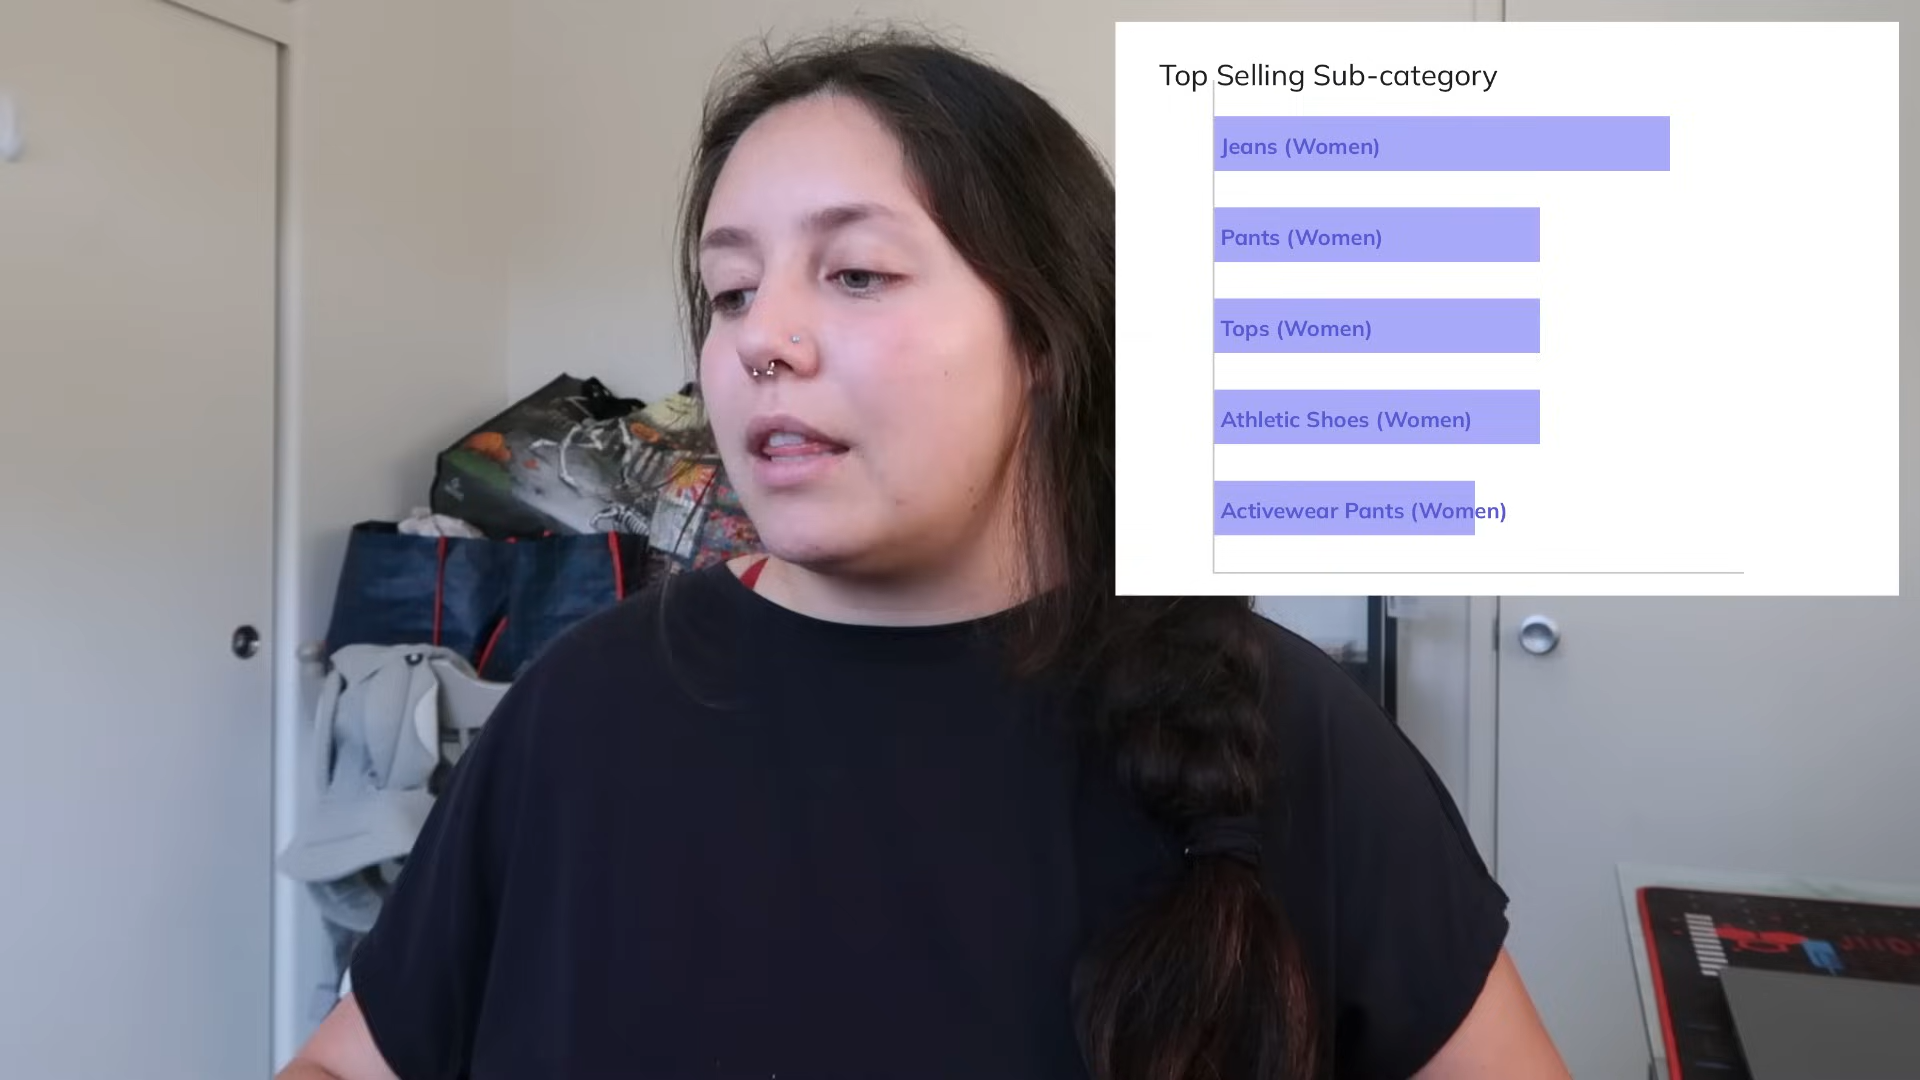 Top Selling Sub-category
Jeans (Women)
Pants (Women)
Tops (Women)
Athletic Shoes (Women)
Activewear Pants (Women)